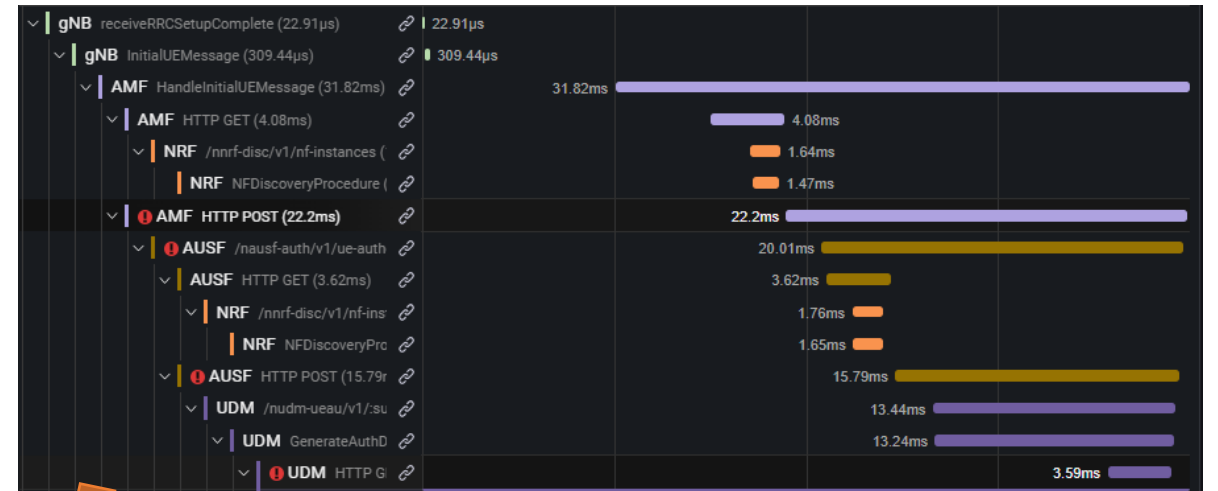 gNB receiveRRCSetupComplete (22.91µs) 22.91µs
gNB InitialUEMessage (309.44µs) 309.44µs
AMF HandleInitialUEMessage (31.82ms) 31.82ms
AMF HTTP GET (4.08ms) 4.08ms
NRF /nnrf-disc/v1/nf-instances ( 1.64ms
NRF NFDiscoveryProcedure ( 1.47ms
AMF HTTP POST (22.2ms) 22.2ms
AUSF /nausf-auth/v1/ue-auth 20.01ms
AUSF HTTP GET (3.62ms) 3.62ms
NRF /nnrf-disc/v1/nf-ins 1.76ms
NRF NFDiscoveryPro 1.65ms
AUSF HTTP POST (15.79 15.79ms
UDM /nudm-ueau/v1/:su 13.44ms
UDM GenerateAuthD 13.24ms
UDM HTTP G 3.59ms